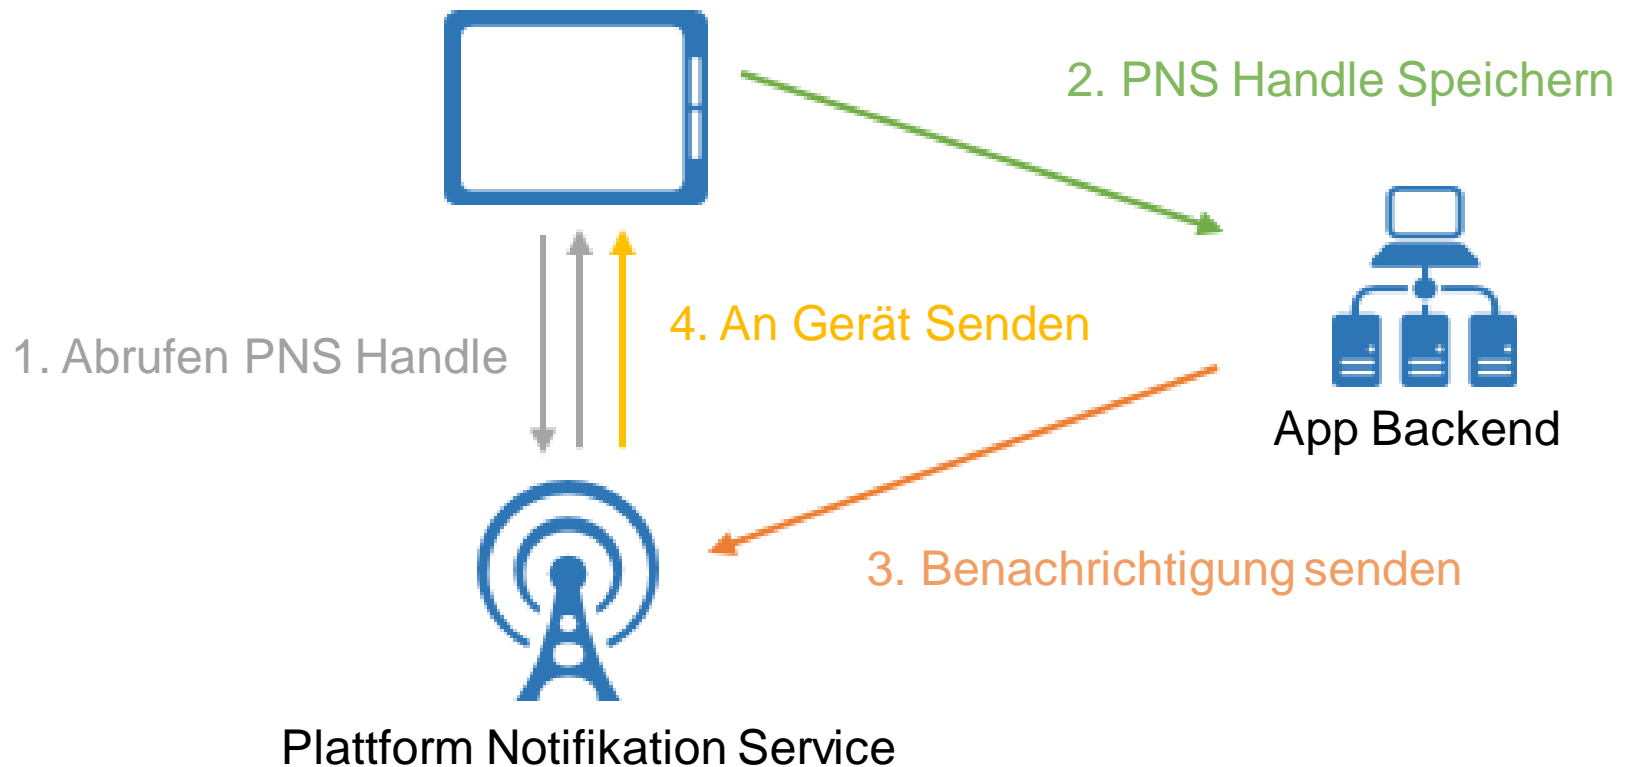 2. PNS Handle Speichern
4. An Gerät Senden
1. Abrufen PNS Handle
App Backend
3. Benachrichtigung senden
Plattform Notifikation Service